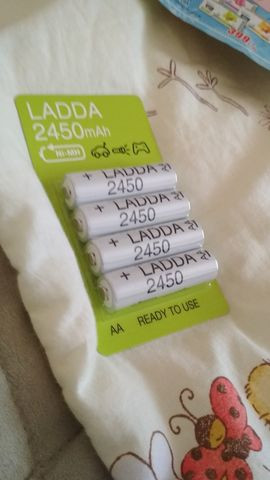 LADDA
2450mAh
Ni-MH
+ LADDA
2450
+ LADDA
2450
+ LADDA
2450
+ LADDA
2450
AA READY TO USE